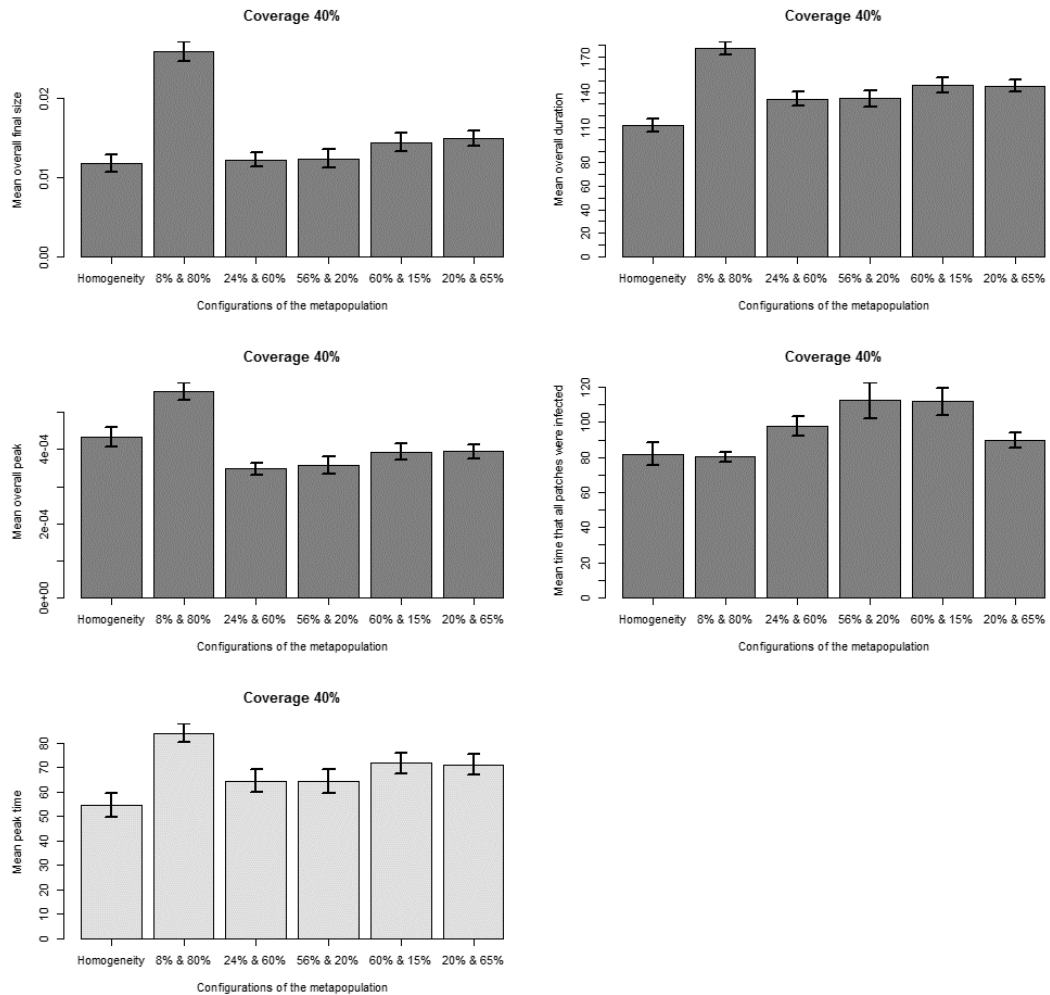 Coverage 40%
Mean overall final size
0.02
0.01
0.00
Homogeneity 8% & 80% 24% & 60% 56% & 20% 60% & 15% 20% & 65%
Configurations of the metapopulation
Coverage 40%
Mean overall duration
170
140
110
80
60
40
20
0
Homogeneity 8% & 80% 24% & 60% 56% & 20% 60% & 15% 20% & 65%
Configurations of the metapopulation
Coverage 40%
Mean overall peak
4e-04
2e-04
0e+00
Homogeneity 8% & 80% 24% & 60% 56% & 20% 60% & 15% 20% & 65%
Configurations of the metapopulation
Coverage 40%
Mean time that all patches were infected
120
100
80
60
40
20
0
Homogeneity 8% & 80% 24% & 60% 56% & 20% 60% & 15% 20% & 65%
Configurations of the metapopulation
Coverage 40%
Mean peak time
80
70
60
50
40
30
20
10
0
Homogeneity 8% & 80% 24% & 60% 56% & 20% 60% & 15% 20% & 65%
Configurations of the metapopulation